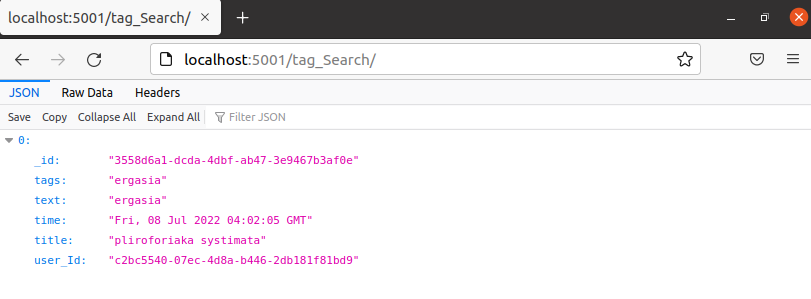 localhost:5001/tag_Search/
localhost:5001/tag_Search/
JSON Raw Data Headers
Save Copy Collapse All Expand All Filter JSON
0:
_id: "3558d6a1-dcda-4dbf-ab47-3e9467b3af0e"
tags: "ergasia"
text: "ergasia"
time: "Fri, 08 Jul 2022 04:02:05 GMT"
title: "pliroforiaka systimata"
user_Id: "c2bc5540-07ec-4d8a-b446-2db181f81bd9"